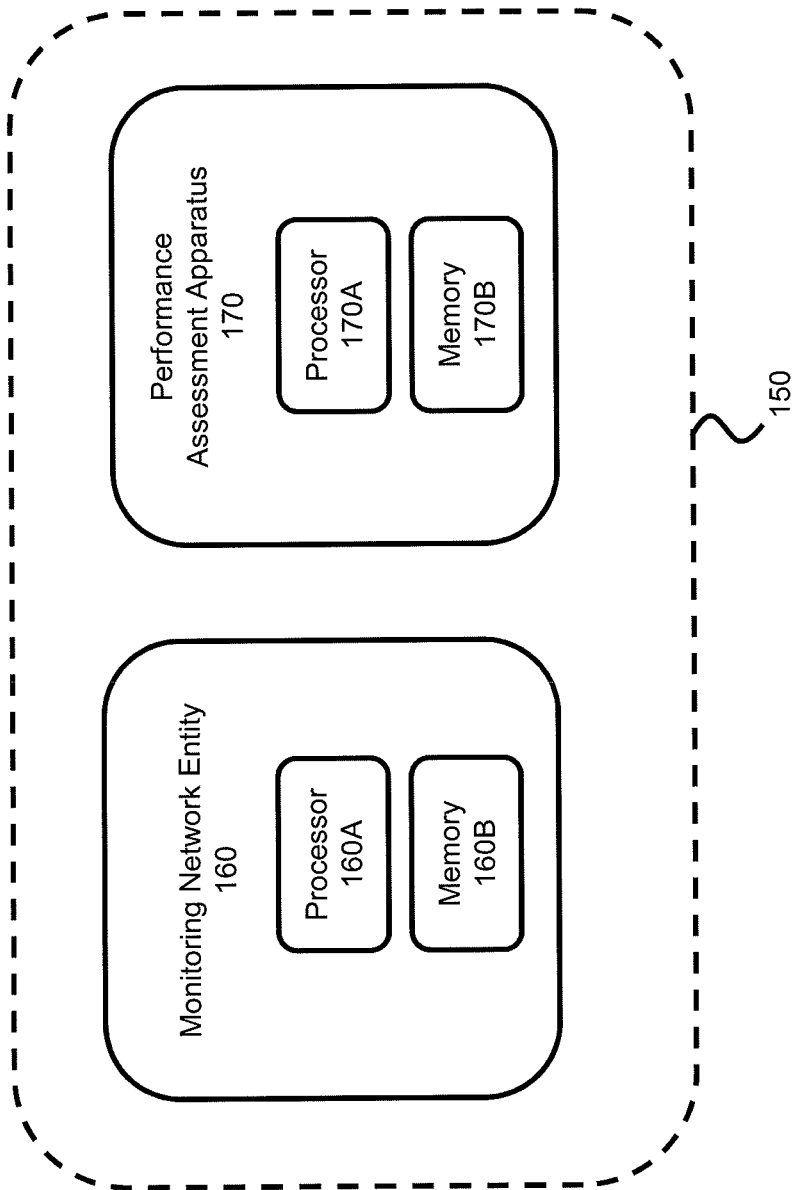 Monitoring Network Entity
160
Processor
160A
Memory
160B
Performance
Assessment Apparatus
170
Processor
170A
Memory
170B
150